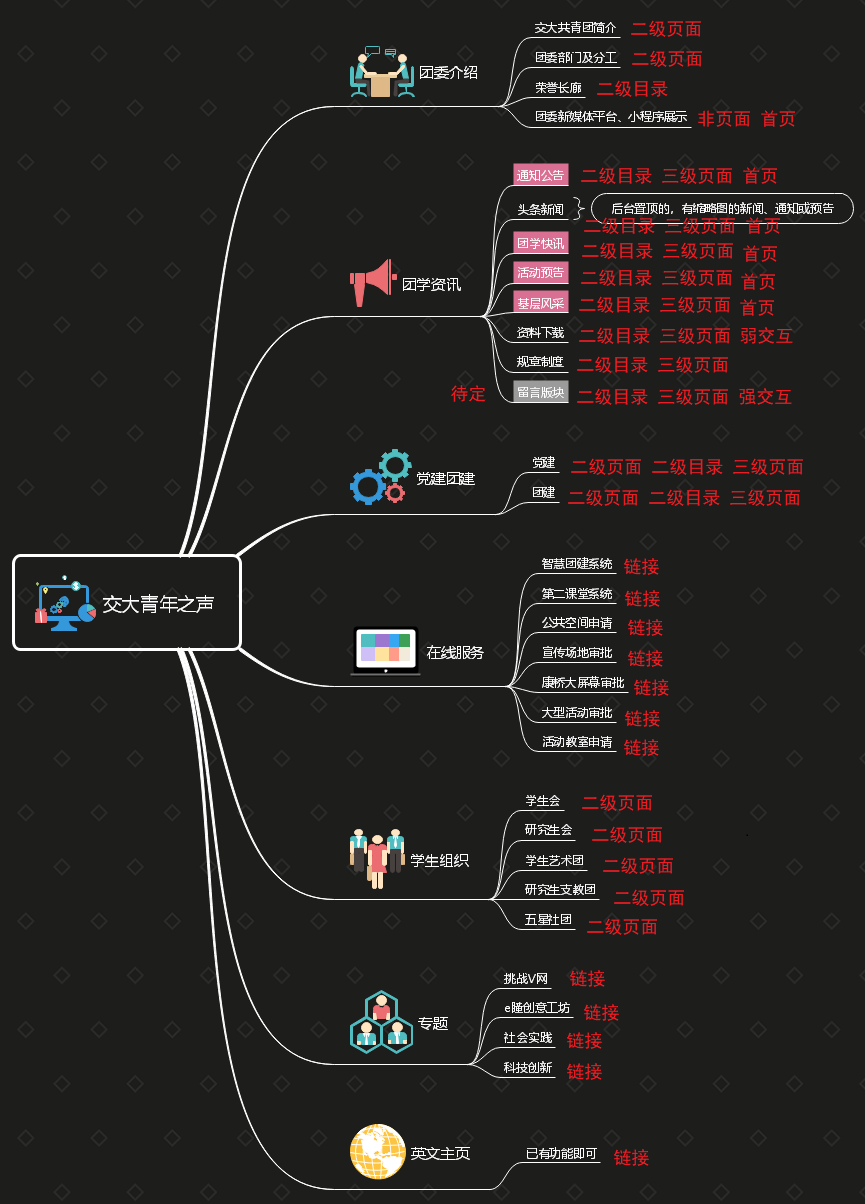 交大共青团简介 二级页面
团委部门及分工 二级页面
团委介绍
荣誉长廊 二级目录
团委新媒体平台、小程序展示 非页面 首页
通知公告 二级目录 三级页面 首页
头条新闻 后台置顶的，有缩略图的新闻、通知或预告
二级目录 三级页面 首页
团学快讯 二级目录 三级页面 首页
活动预告 二级目录 三级页面 首页
团学资讯
基层风采 二级目录 三级页面 首页
资料下载 二级目录 三级页面 弱交互
规章制度 二级目录 三级页面
待定 留言版块 二级目录 三级页面 强交互
党建 二级页面 二级目录 三级页面
党建团建
团建 二级页面 二级目录 三级页面
智慧团建系统 链接
第二课堂系统 链接
交大青年之声
公共空间申请 链接
在线服务
宣传场地审批 链接
康桥大屏幕审批 链接
大型活动审批 链接
活动教室申请 链接
学生会 二级页面
研究生会 二级页面
学生组织
学生艺术团 二级页面
研究生支教团 二级页面
五星社团 二级页面
挑战V网 链接
e瞳创意工坊 链接
专题
社会实践 链接
科技创新 链接
英文主页
已有功能即可 链接